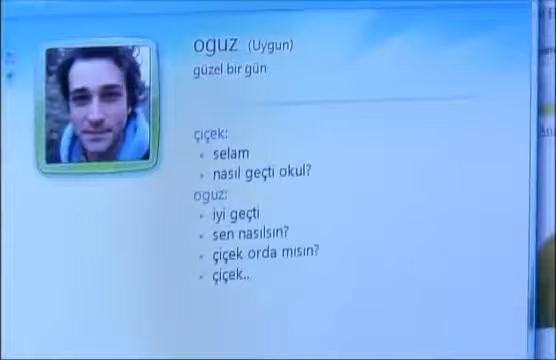 oguz (Uygun)
güzel bir gün
çiçek:
selam
nasıl geçti okul?
oguz:
iyi geçti
sen nasılsın?
çiçek orda mısın?
çiçek..